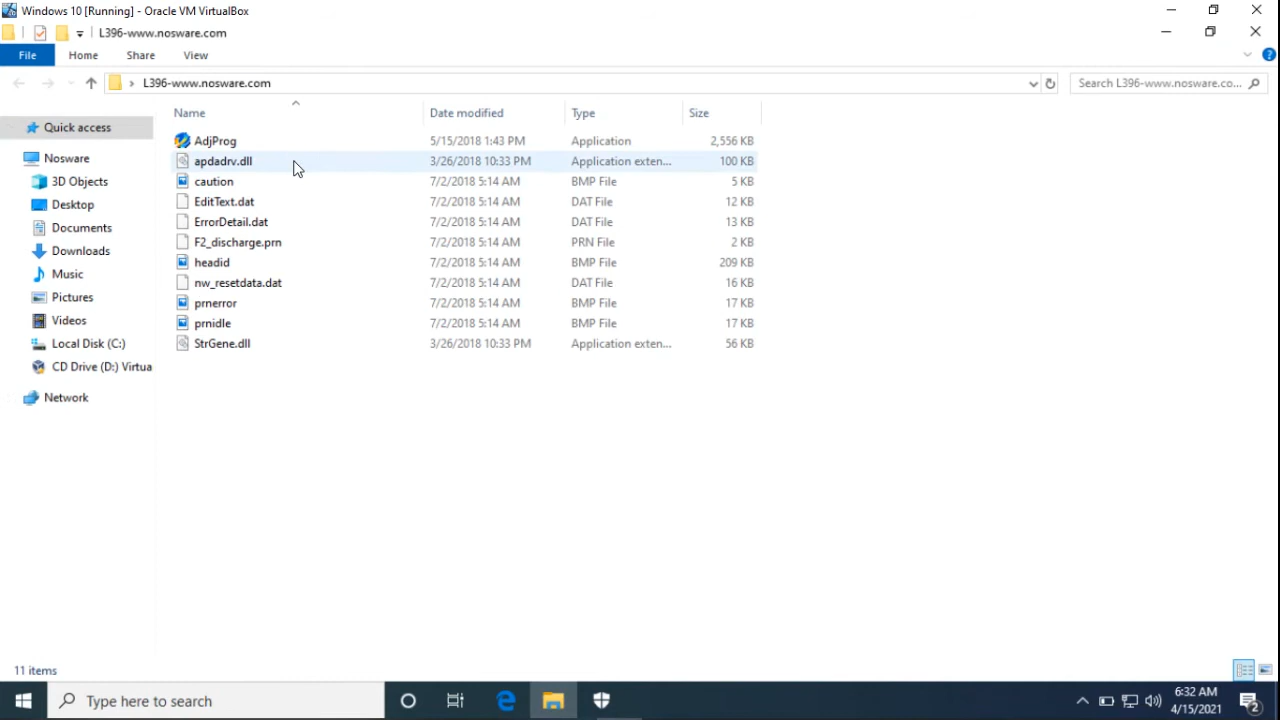 Windows 10 [Running] - Oracle VM VirtualBox
L396-www.nosware.com
File Home Share View
L396-www.nosware.com Search L396-www.nosware.co...
Name Date modified Type Size
Quick access
Nosware
3D Objects
Desktop
Documents
Downloads
Music
Pictures
Videos
Local Disk (C:)
CD Drive (D:) Virtua
Network
AdjProg 5/15/2018 1:43 PM Application 2,556 KB
apdadrv.dll 3/26/2018 10:33 PM Application exten... 100 KB
caution 7/2/2018 5:14 AM BMP File 5 KB
EditText.dat 7/2/2018 5:14 AM DAT File 12 KB
ErrorDetail.dat 7/2/2018 5:14 AM DAT File 13 KB
F2_discharge.prn 7/2/2018 5:14 AM PRN File 2 KB
headid 7/2/2018 5:14 AM BMP File 209 KB
nw_resetdata.dat 7/2/2018 5:14 AM DAT File 16 KB
prnerror 7/2/2018 5:14 AM BMP File 17 KB
prnidle 7/2/2018 5:14 AM BMP File 17 KB
StrGene.dll 3/26/2018 10:33 PM Application exten... 56 KB
11 items
Type here to search
6:32 AM
4/15/2021
2